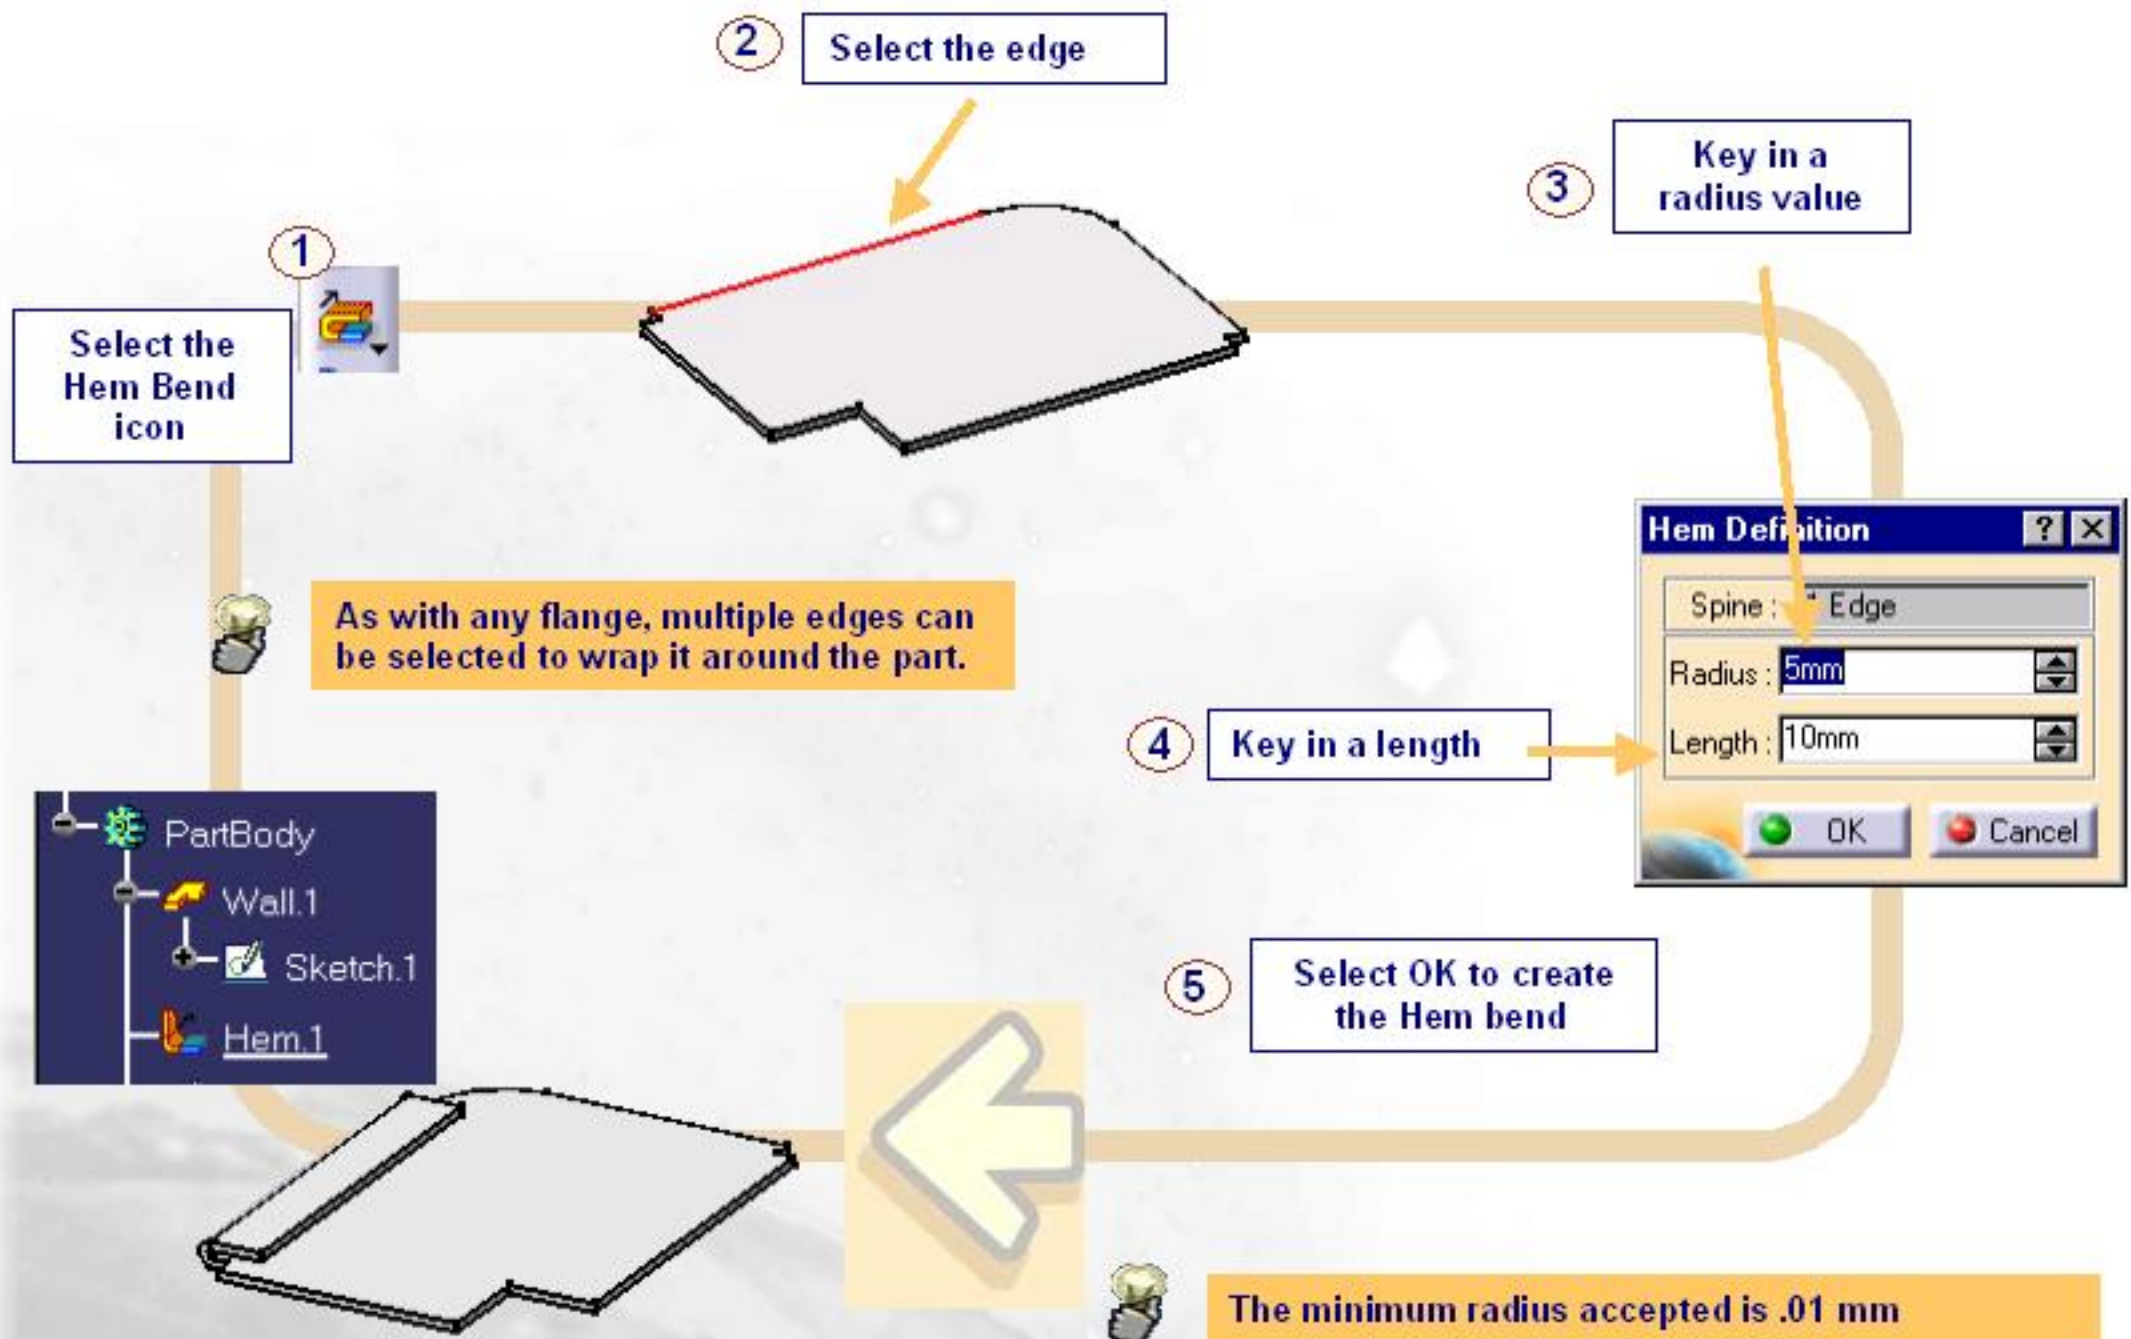 2
Select the edge
3
Key in a
radius value
1
Select the
Hem Bend
icon
Hem Definition
? X
Spine : 1 Edge
Radius : 5mm
Length : 10mm
OK
Cancel
As with any flange, multiple edges can
be selected to wrap it around the part.
4
Key in a length
PartBody
Wall.1
Sketch.1
Hem.1
5
Select OK to create
the Hem bend
The minimum radius accepted is .01 mm